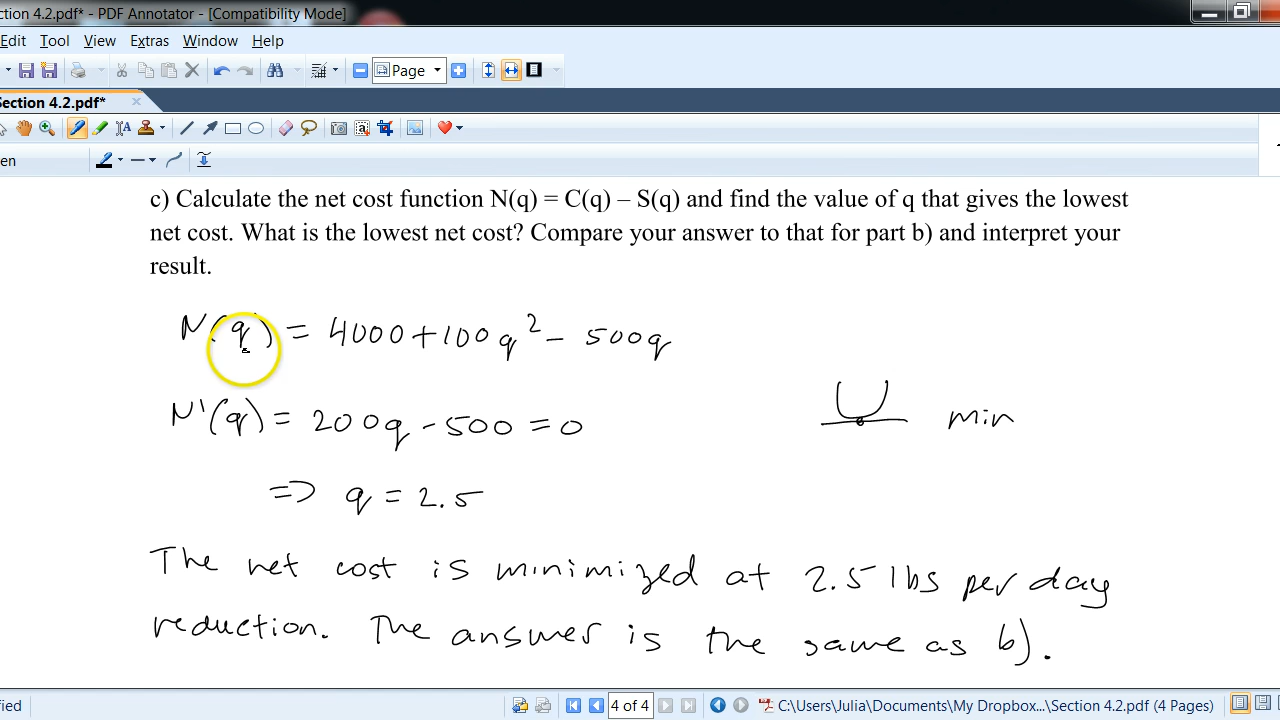 ction 4.2.pdf* - PDF Annotator - [Compatibility Mode]
Edit Tool View Extras Window Help
Page
Section 4.2.pdf*
en
c) Calculate the net cost function N(q) = C(q) – S(q) and find the value of q that gives the lowest
net cost. What is the lowest net cost? Compare your answer to that for part b) and interpret your
result.
N(q) = 4000 + 100q² - 500q
N'(q) = 200q - 500 = 0
min
=> q = 2.5
The net cost is minimized at 2.5 lbs per day
reduction. The answer is the same as b).
fied
4 of 4
C:\Users\Julia\Documents\My Dropbox...\Section 4.2.pdf (4 Pages)